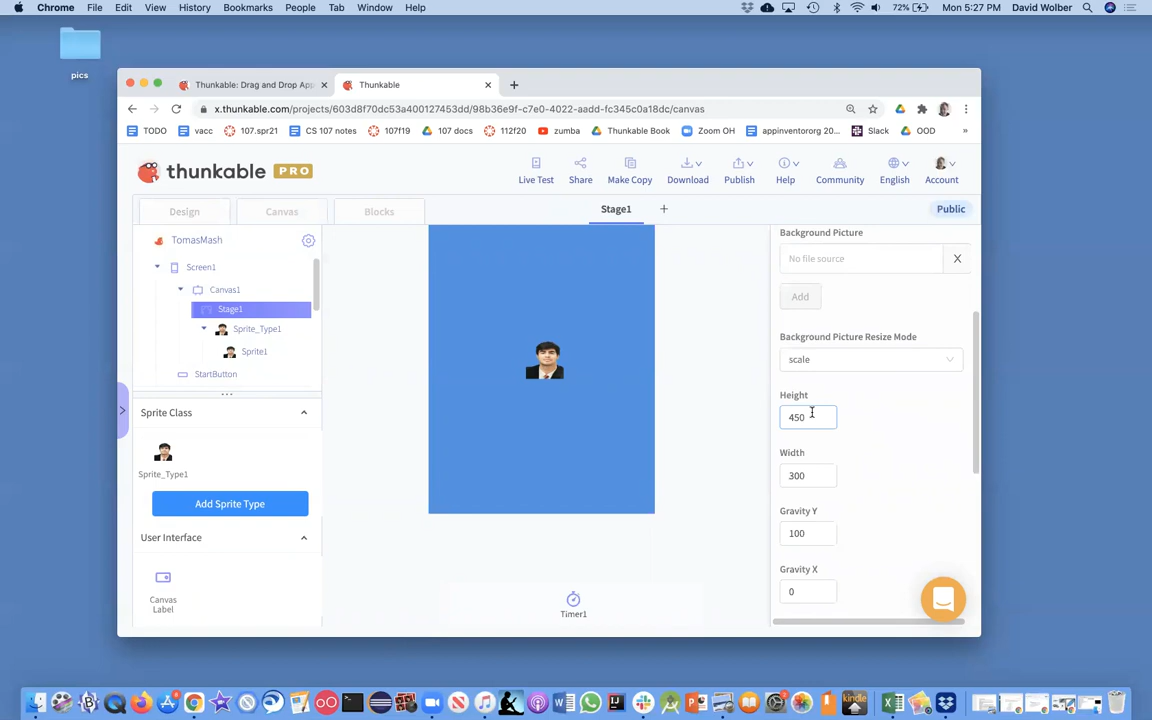 Chrome File Edit View History Bookmarks People Tab Window Help 72% Mon 5:27 PM David Wolber
pics
Thunkable: Drag and Drop App
Thunkable
x.thunkable.com/projects/603d8f70dc53a400127453dd/98b36e9f-c7e0-4022-aadd-fc345c0a18dc/canvas
TODO vacc 107.spr21 CS 107 notes 107f19 107 docs 112f20 zumba Thunkable Book Zoom OH appinventororg 20... Slack OOD »
thunkable PRO
Live Test Share Make Copy Download Publish Help Community English Account
Design Canvas Blocks Stage1 + Public
TomasMash
Screen1
Canvas1
Stage1
Sprite_Type1
Sprite1
StartButton
Sprite Class
Sprite_Type1
Add Sprite Type
User Interface
Canvas
Label
Timer1
Background Picture
No file source X
Add
Background Picture Resize Mode
scale
Height
450
Width
300
Gravity Y
100
Gravity X
0